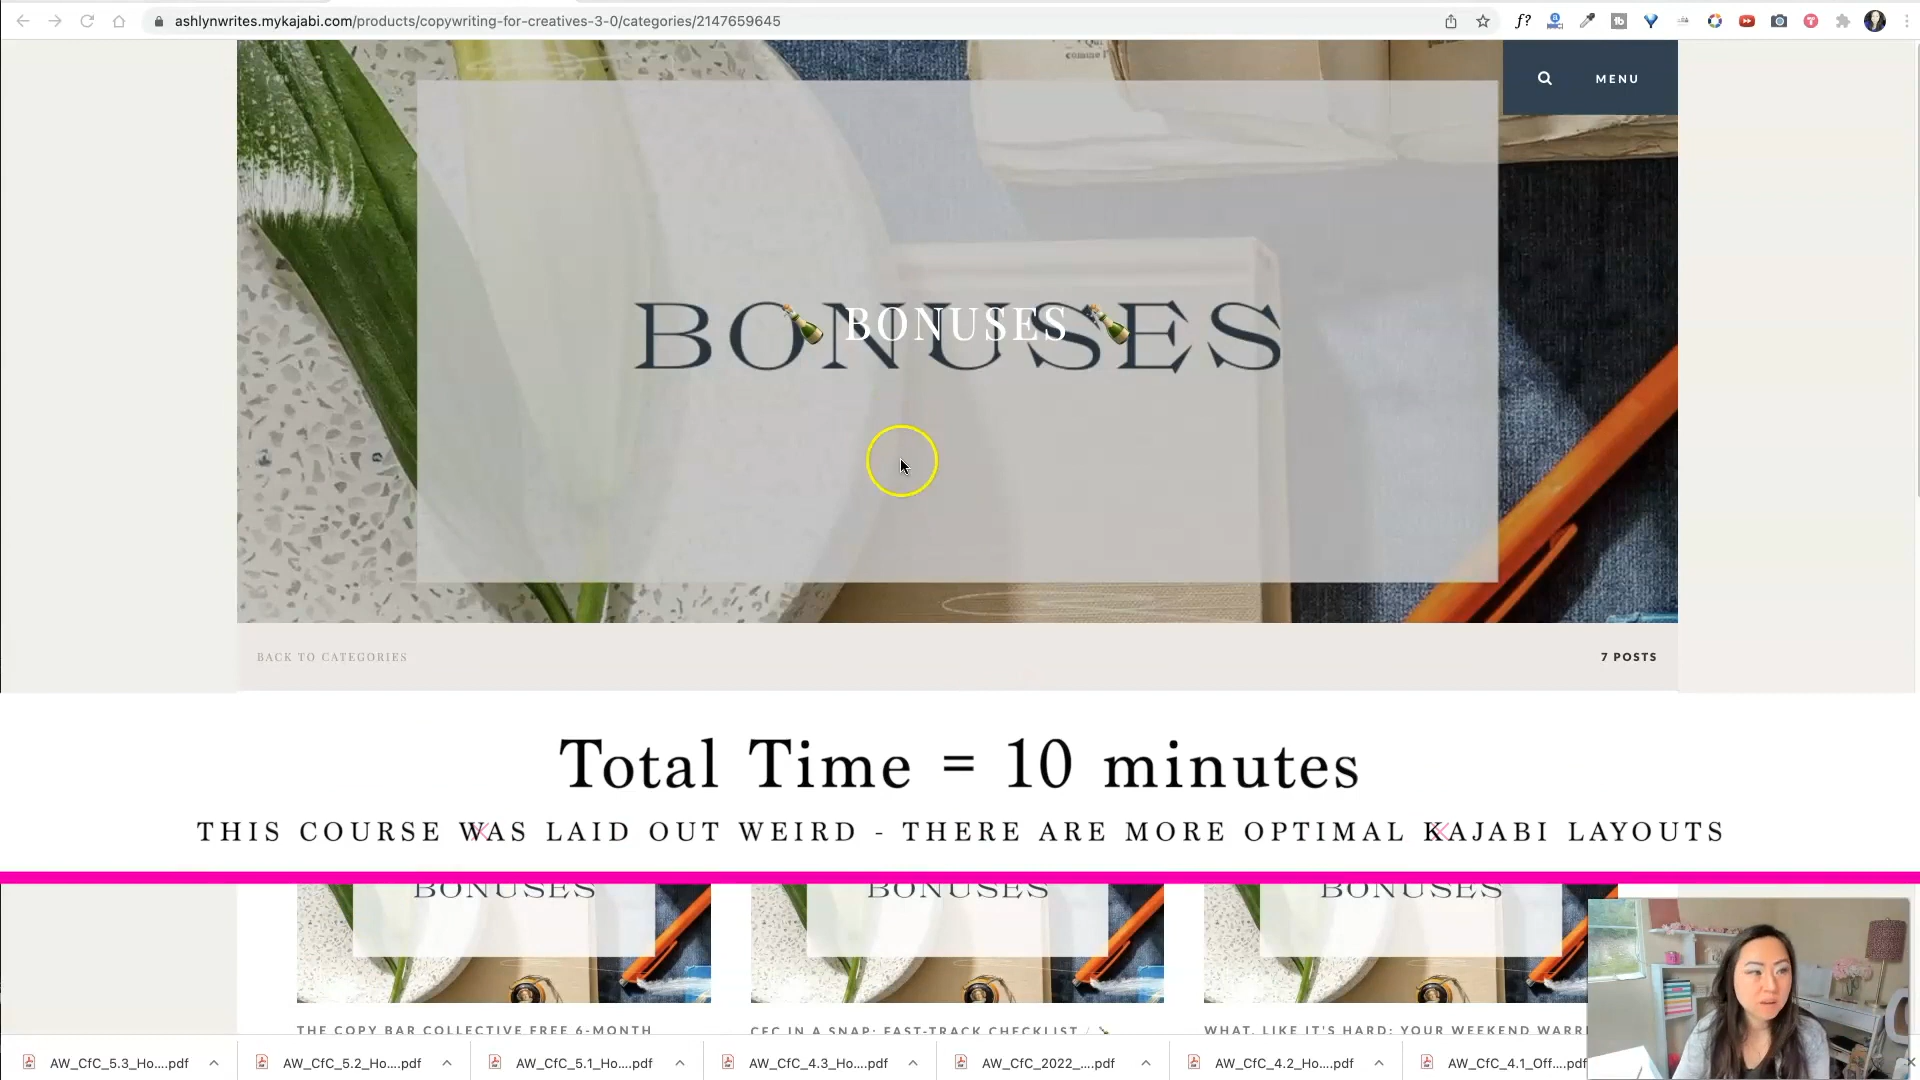 ashlynwrites.mykajabi.com/products/copywriting-for-creatives-3-0/categories/2147659645
f?
comme l'
MENU
BONUSES
BONUSES
BACK TO CATEGORIES
7 POSTS
Total Time = 10 minutes
THIS COURSE WAS LAID OUT WEIRD - THERE ARE MORE OPTIMAL KAJABI LAYOUTS
BONUSES
BONUSES
BONUSES
THE COPY BAR COLLECTIVE FREE 6-MONTH
CFC IN A SNAP: FAST-TRACK CHECKLIST /
WHAT, LIKE IT'S HARD: YOUR WEEKEND WARRI
AW_CfC_5.3_Ho....pdf
AW_CfC_5.2_Ho....pdf
AW_CfC_5.1_Ho....pdf
AW_CfC_4.3_Ho....pdf
AW_CfC_2022_....pdf
AW_CfC_4.2_Ho....pdf
AW_CfC_4.1_Off....pdf